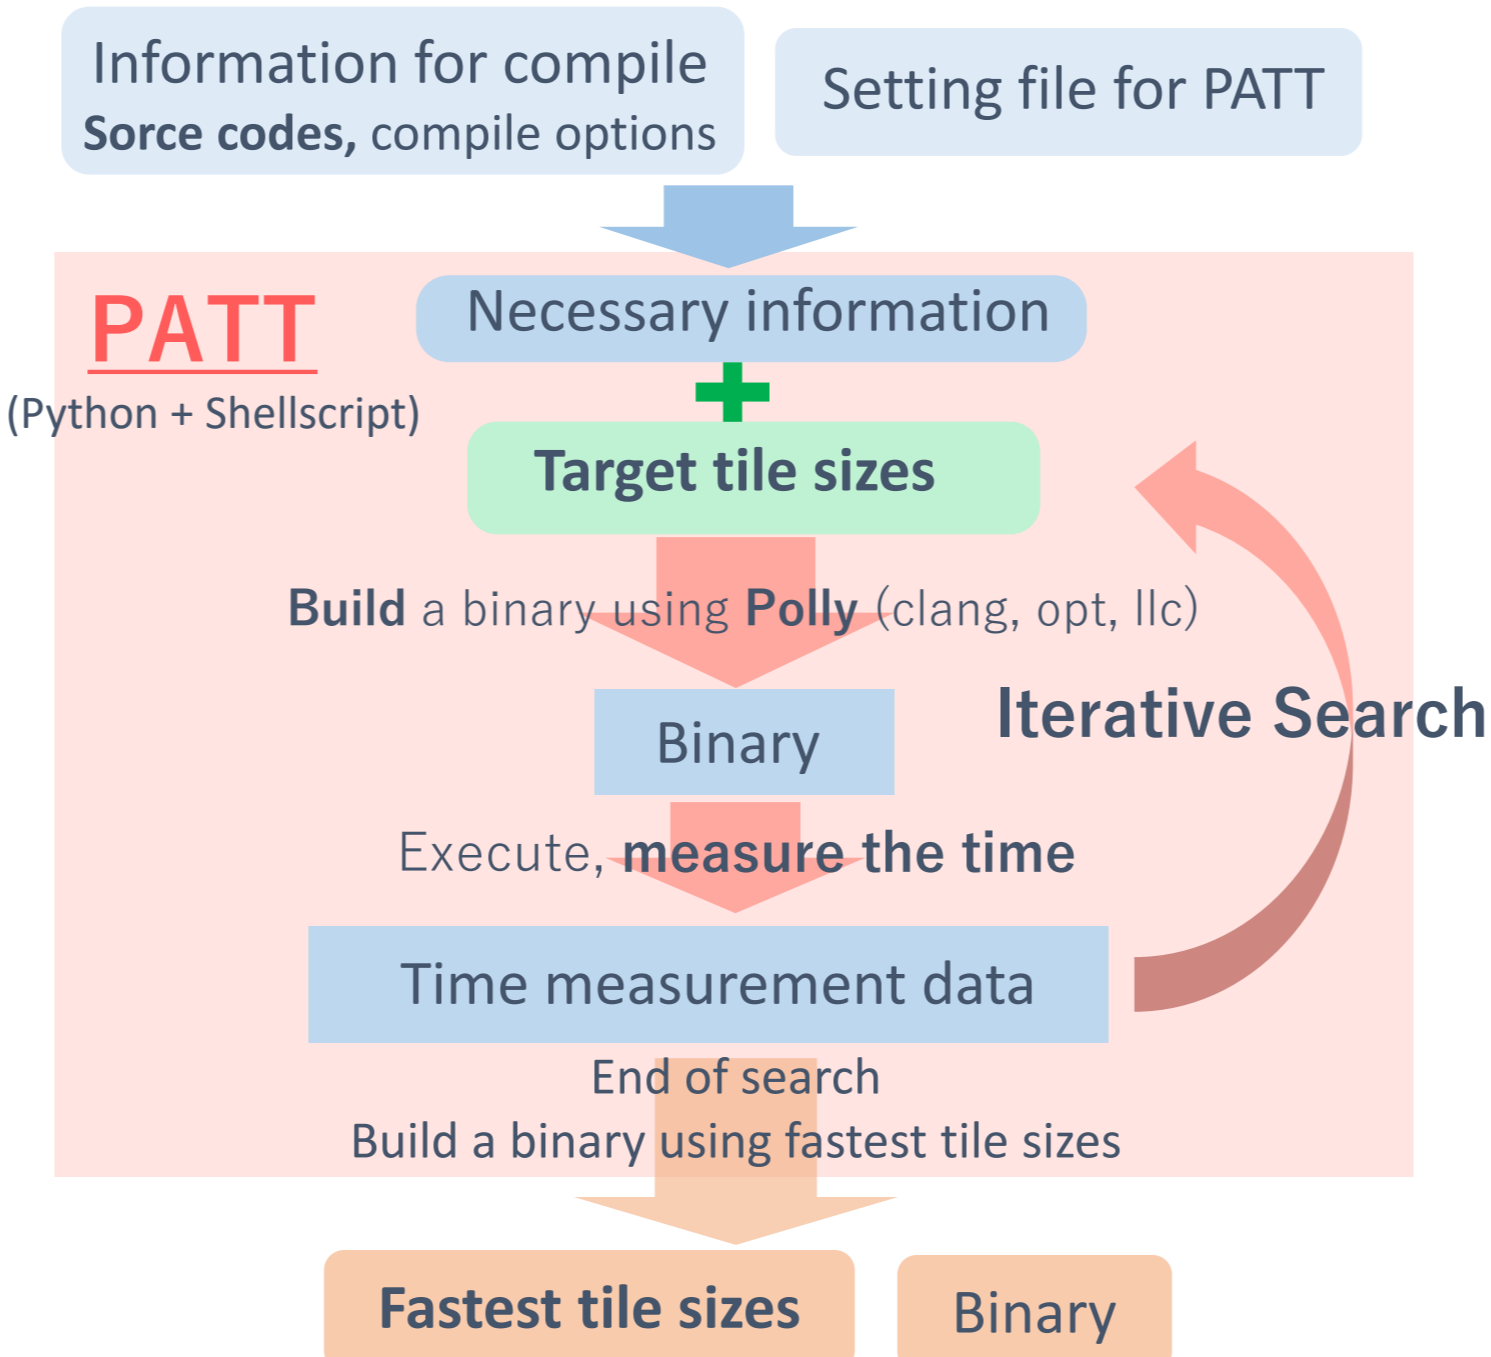 Information for compile
Sorce codes, compile options
Setting file for PATT
PATT
(Python + Shellscript)
Necessary information
Target tile sizes
Build a binary using Polly (clang, opt, llc)
Binary
Iterative Search
Execute, measure the time
Time measurement data
End of search
Build a binary using fastest tile sizes
Fastest tile sizes
Binary